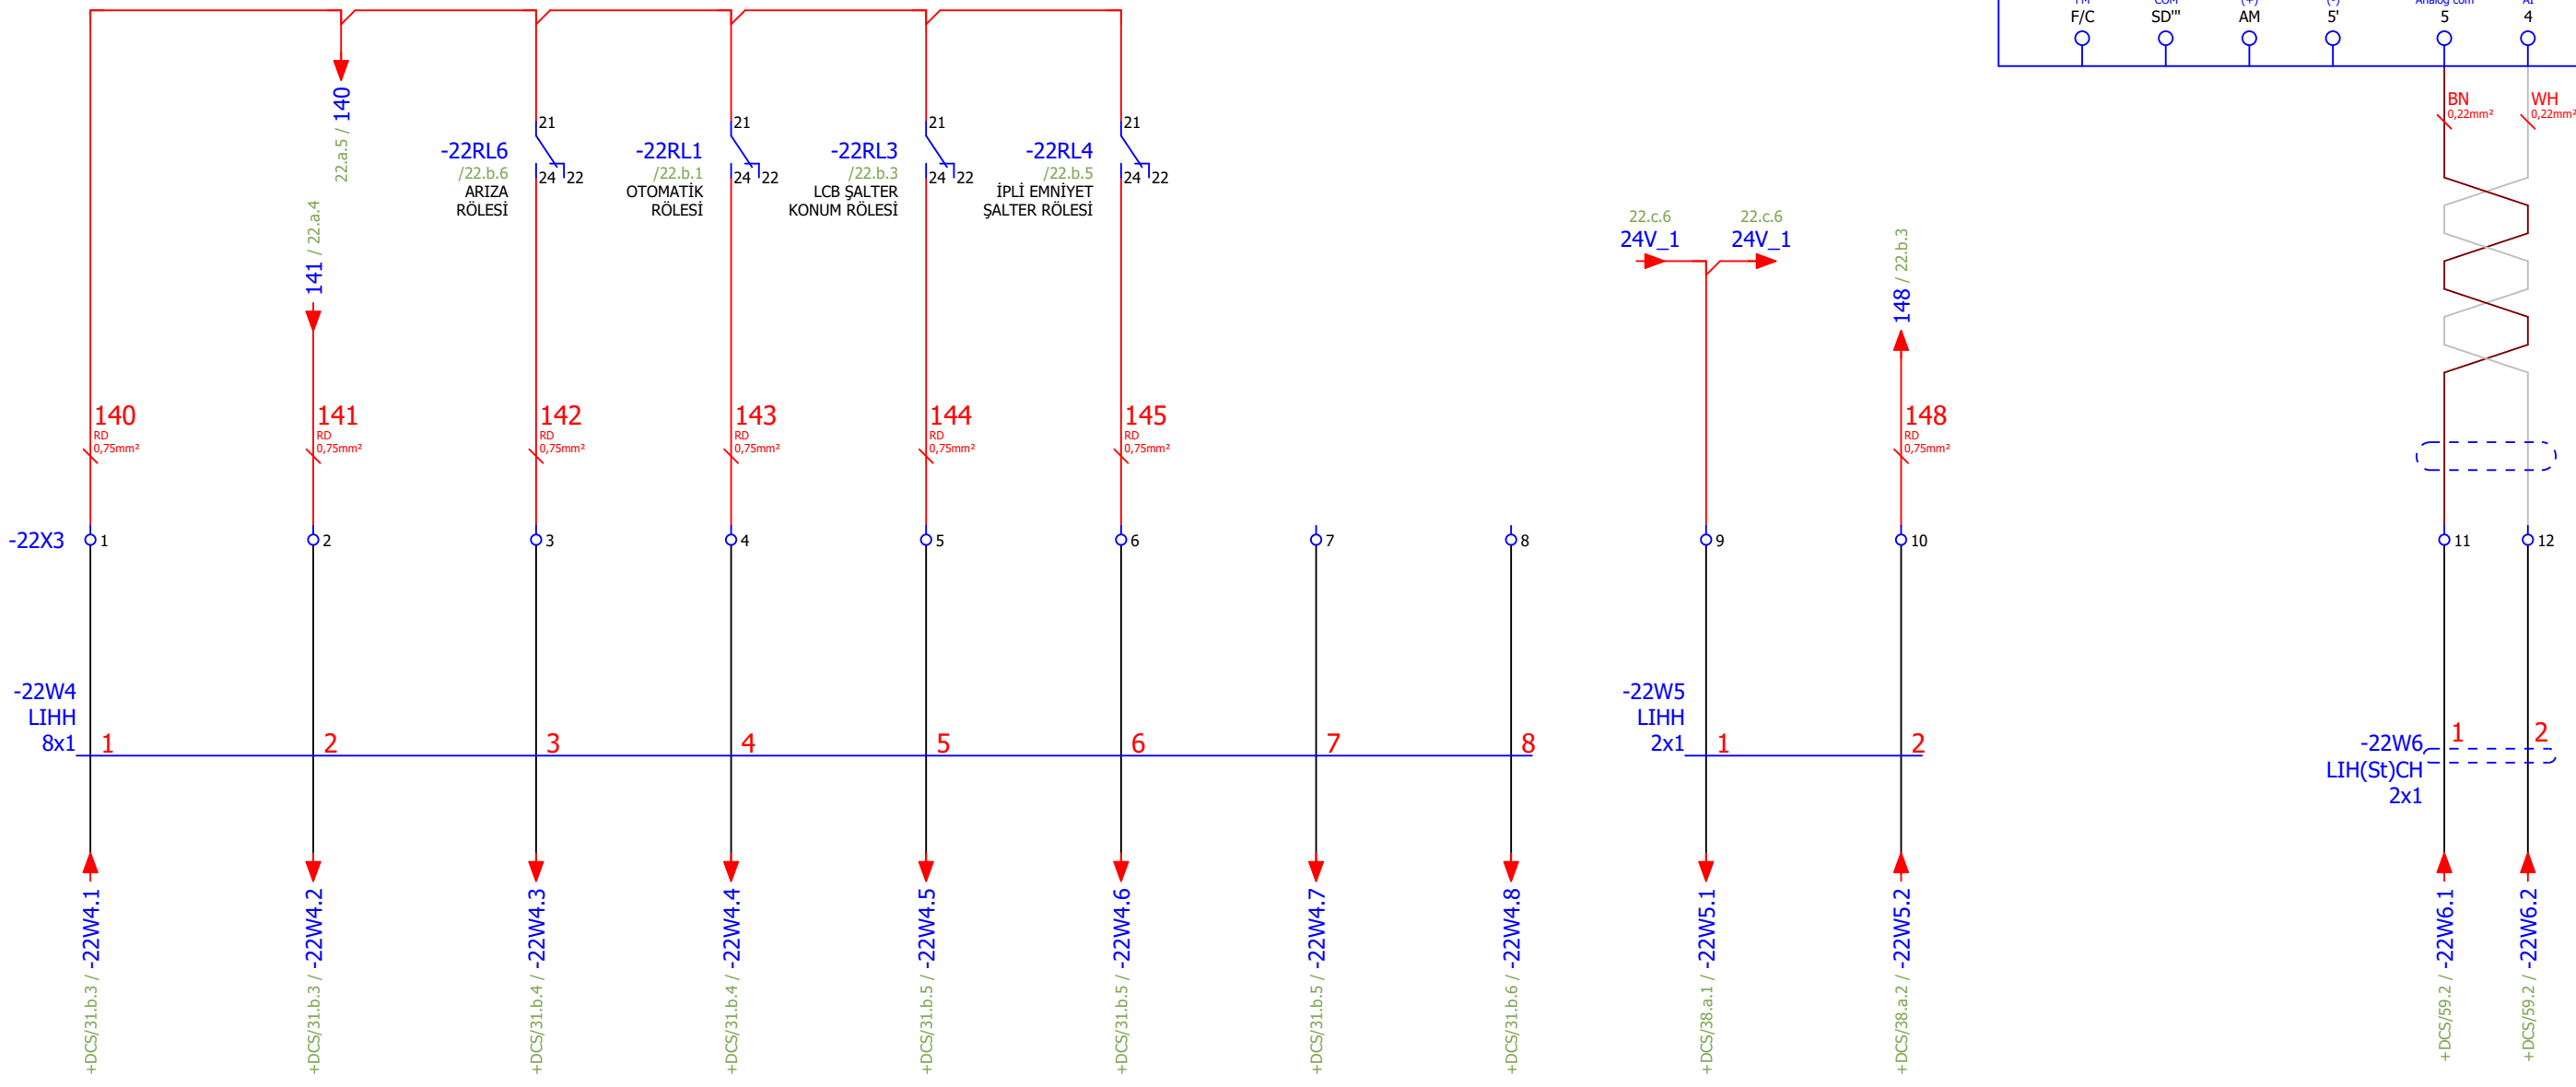 FM COM (+) (-) Analog com AI
F/C SD''' AM 5' 5 4
22.a.5 / 140
141 / 22.a.4
21 21 21 21
-22RL6 -22RL1 -22RL3 -22RL4
/22.b.6 /22.b.1 /22.b.3 /22.b.5
24 22 24 22 24 22 24 22
ARIZA OTOMATİK LCB ŞALTER İPLİ EMNİYET
RÖLESİ RÖLESİ KONUM RÖLESİ ŞALTER RÖLESİ
22.c.6 22.c.6
24V_1 24V_1
148 / 22.b.3
BN WH
0,22mm² 0,22mm²
140 141 142 143 144 145 148
RD RD RD RD RD RD RD
0,75mm² 0,75mm² 0,75mm² 0,75mm² 0,75mm² 0,75mm² 0,75mm²
-22X3 1 2 3 4 5 6 7 8 9 10 11 12
-22W4
LIHH
8x1 1 2 3 4 5 6 7 8
-22W5
LIHH
2x1 1 2
-22W6 1 2
LIH(St)CH
2x1
+DCS/31.b.3 / -22W4.1
+DCS/31.b.3 / -22W4.2
+DCS/31.b.4 / -22W4.3
+DCS/31.b.4 / -22W4.4
+DCS/31.b.5 / -22W4.5
+DCS/31.b.5 / -22W4.6
+DCS/31.b.5 / -22W4.7
+DCS/31.b.6 / -22W4.8
+DCS/38.a.1 / -22W5.1
+DCS/38.a.2 / -22W5.2
+DCS/59.2 / -22W6.1
+DCS/59.2 / -22W6.2